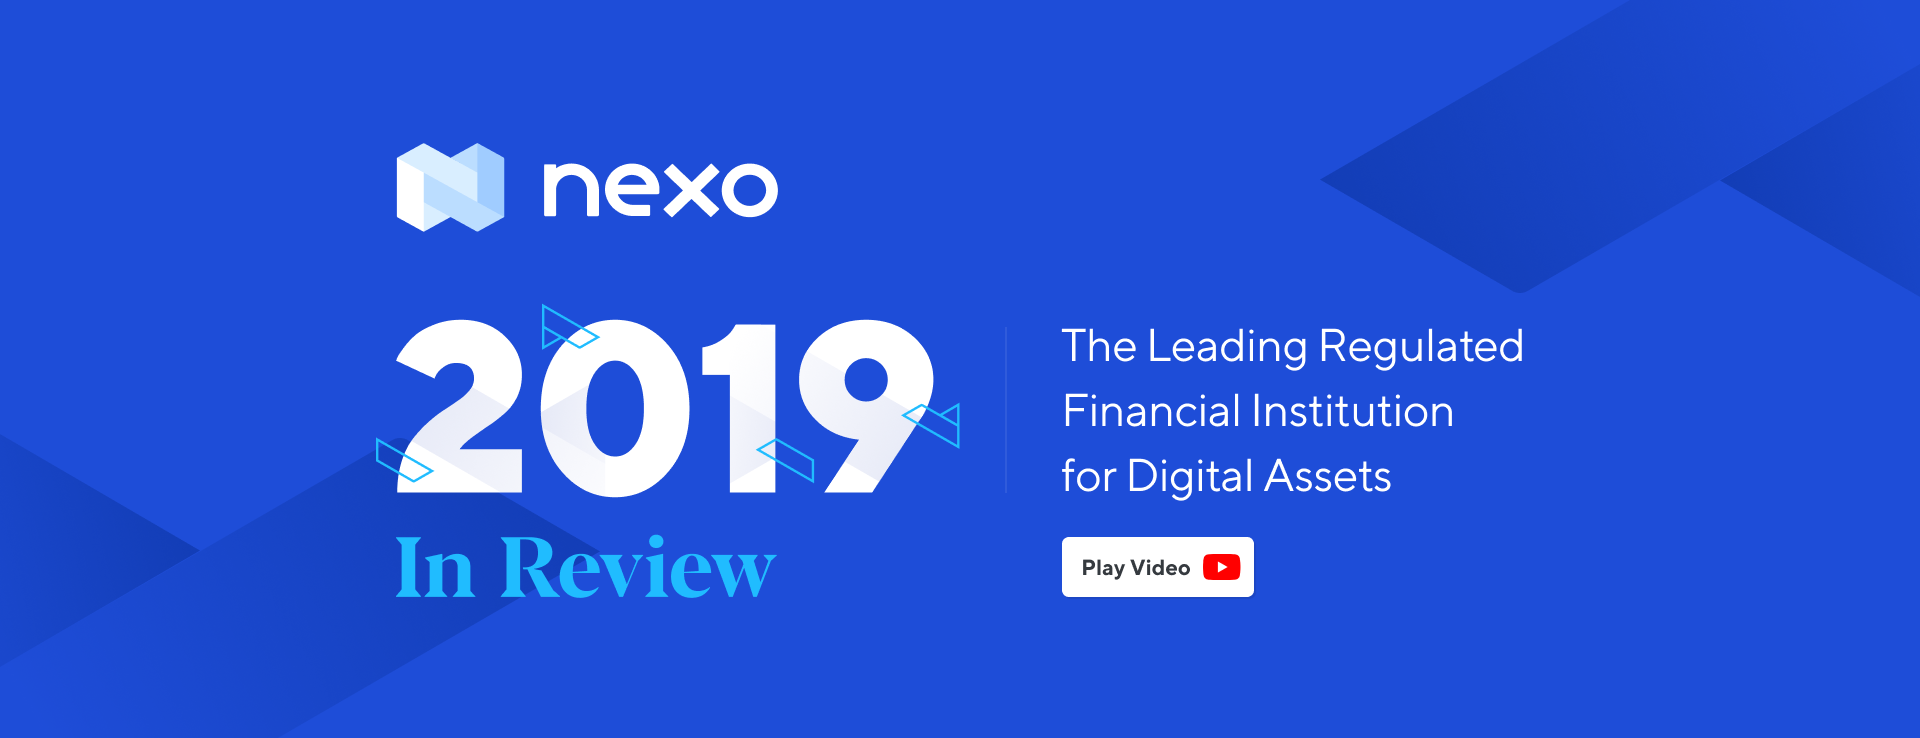 nexo
2019
In Review
The Leading Regulated
Financial Institution
for Digital Assets
Play Video